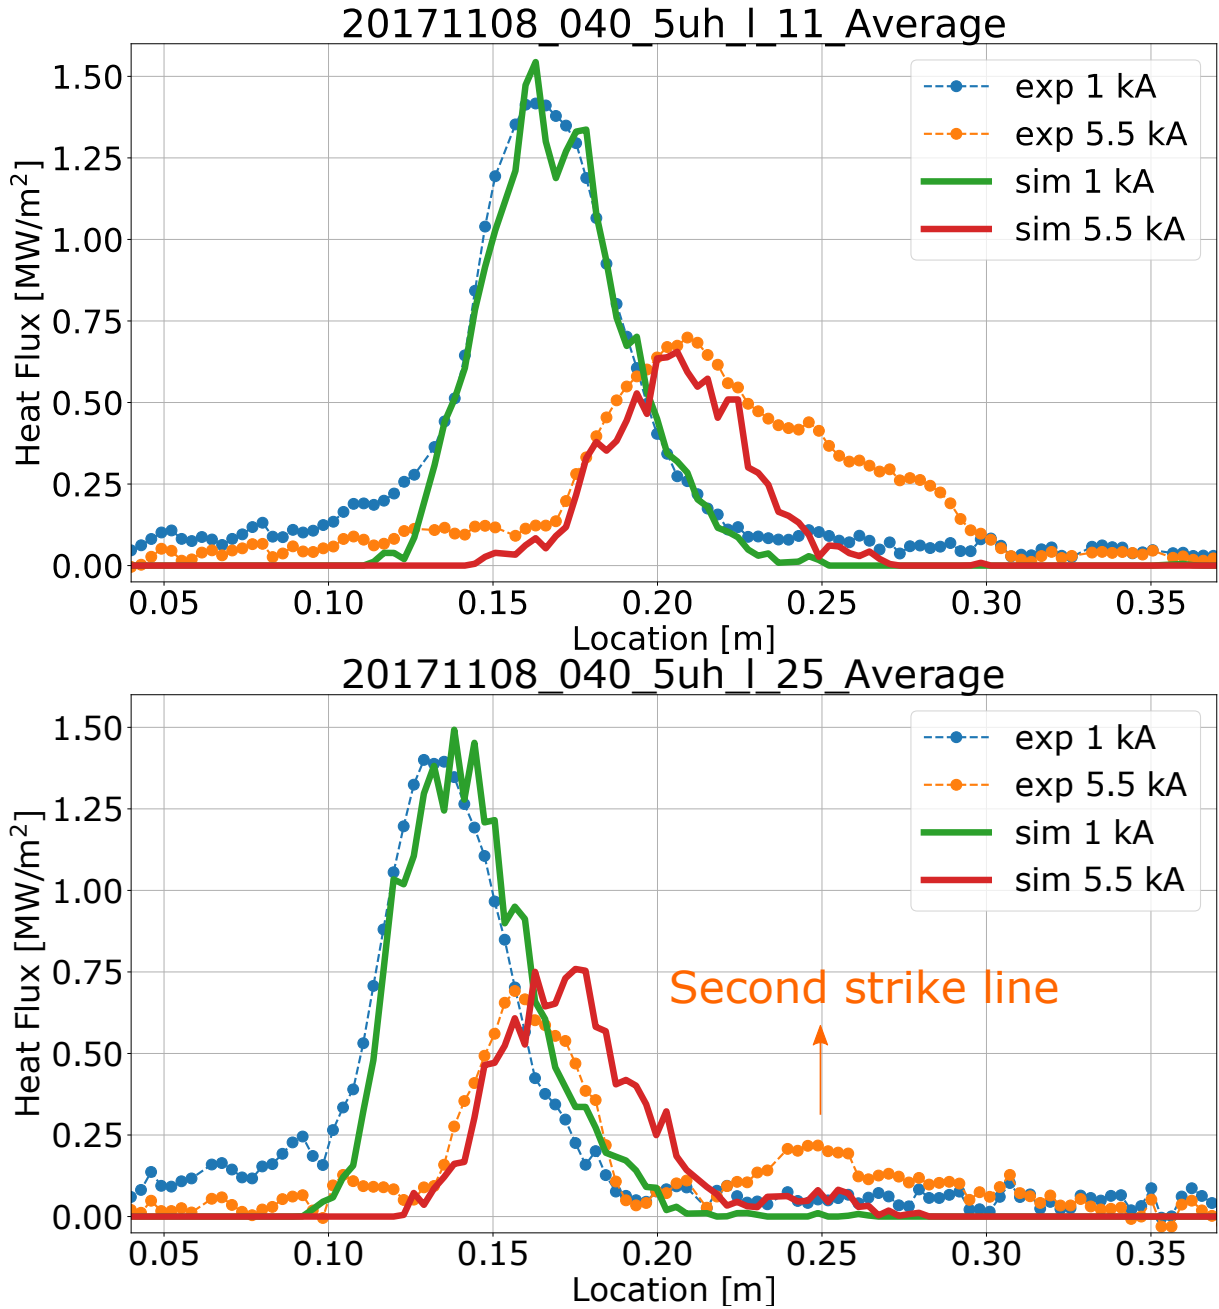 20171108_040_5uh_l_11_Average
1.50
1.25
1.00
0.75
0.50
0.25
0.00
Heat Flux [MW/m²]
exp 1 kA
exp 5.5 kA
sim 1 kA
sim 5.5 kA
0.05 0.10 0.15 0.20 0.25 0.30 0.35
Location [m]
20171108_040_5uh_l_25_Average
1.50
1.25
1.00
0.75
0.50
0.25
0.00
Heat Flux [MW/m²]
exp 1 kA
exp 5.5 kA
sim 1 kA
sim 5.5 kA
Second strike line
0.05 0.10 0.15 0.20 0.25 0.30 0.35
Location [m]